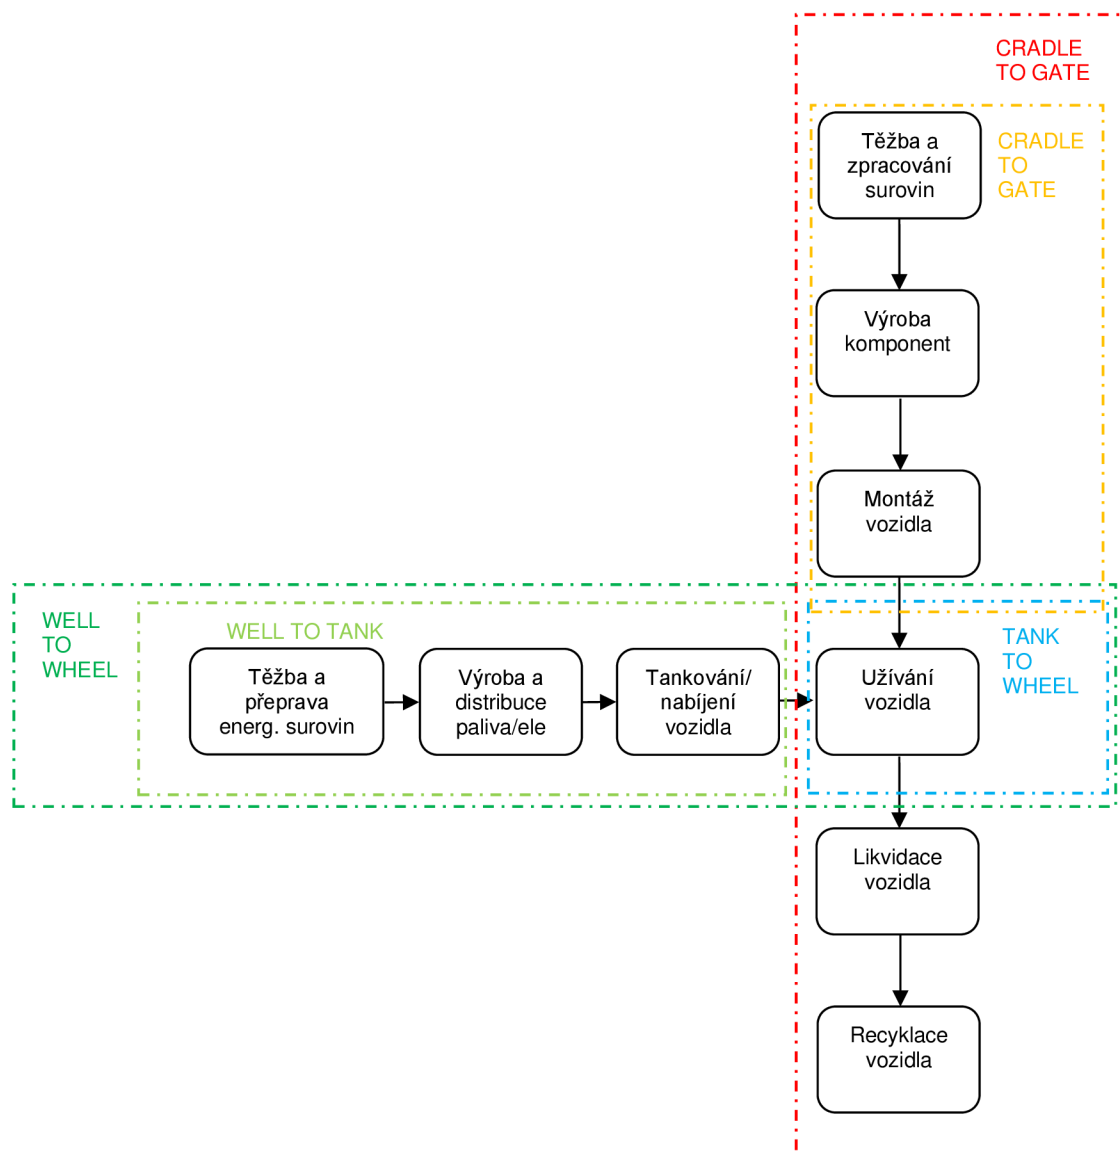 CRADLE
TO GATE
Těžba a
zpracování
surovin
CRADLE
TO
GATE
Výroba
komponent
Montáž
vozidla
WELL
TO
WHEEL
WELL TO TANK
Těžba a
přeprava
energ. surovin
Výroba a
distribuce
paliva/ele
Tankování/
nabíjení
vozidla
Užívání
vozidla
TANK
TO
WHEEL
Likvidace
vozidla
Recyklace
vozidla